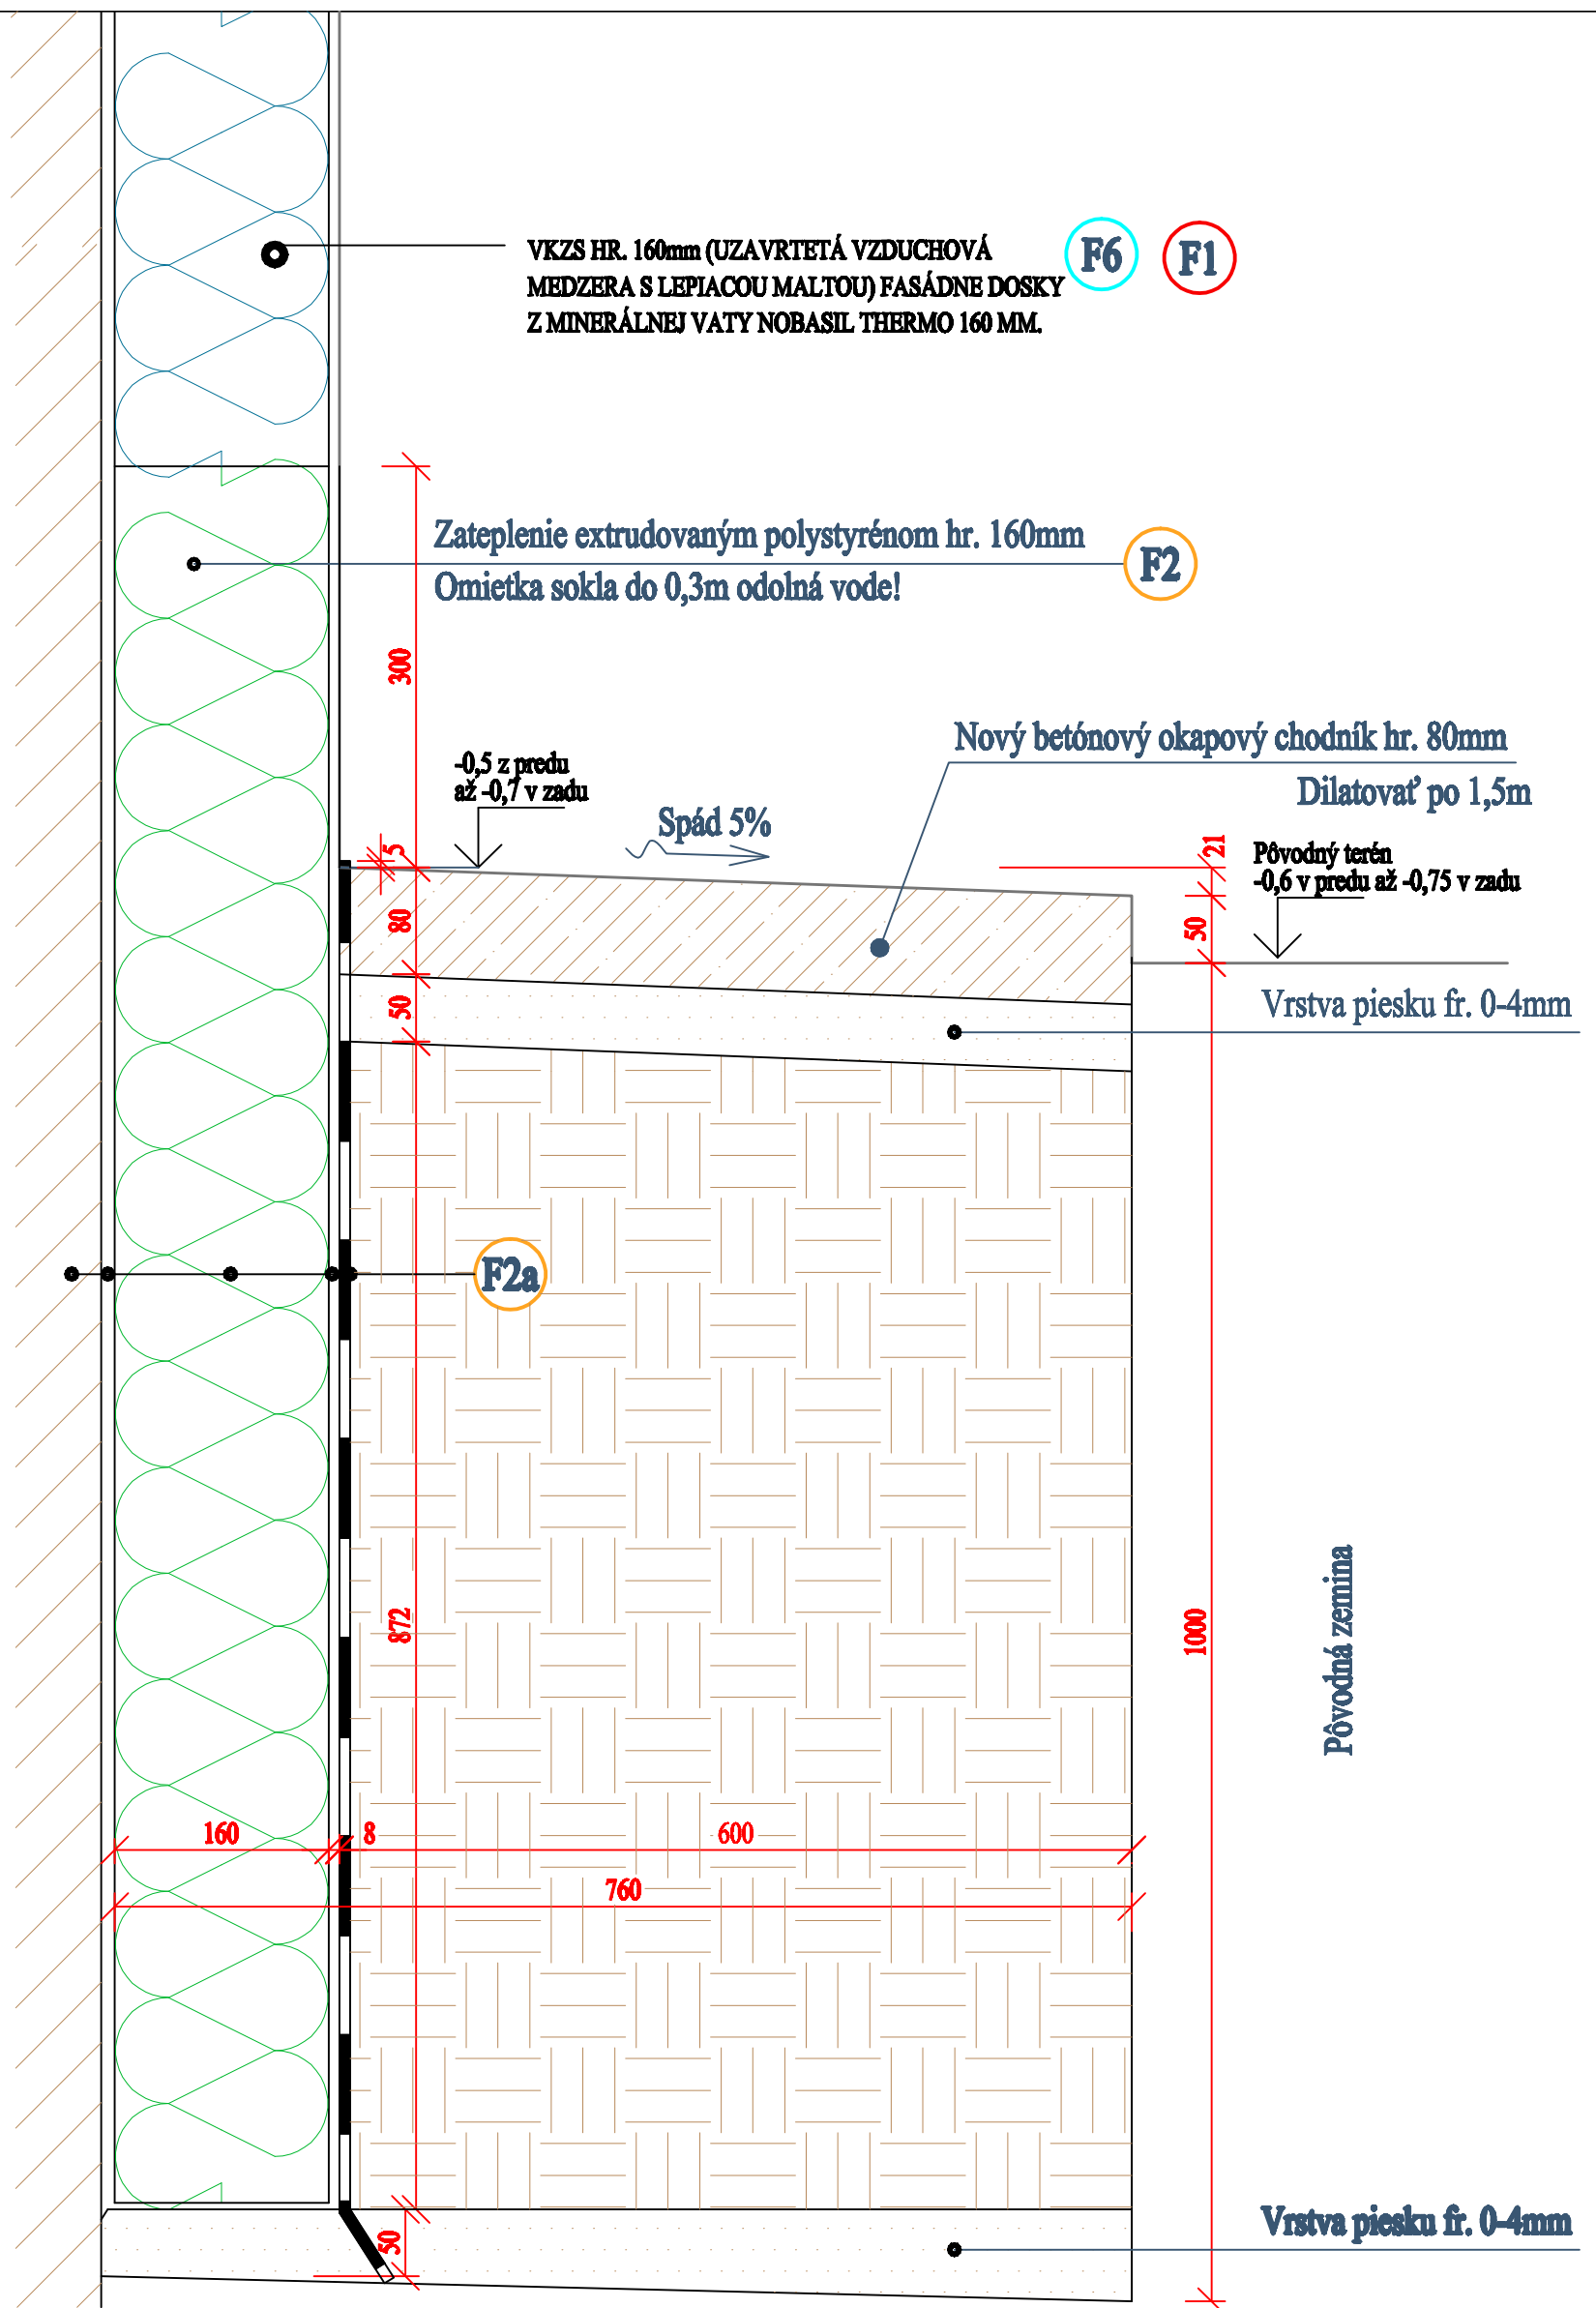 VKZS HR. 160mm (UZAVRTETÁ VZDUCHOVÁ
MEDZERA S LEPIACOU MALTOU) FASÁDNE DOSKY
Z MINERÁLNEJ VATY NOBASIL THERMO 160 MM.
F6
F1
Zateplenie extrudovaným polystyrénom hr. 160mm
Omietka sokla do 0,3m odolná vode!
F2
300
Nový betónový okapový chodník hr. 80mm
Dilatovať po 1,5m
-0,5 z predu
až -0,7 v zadu
Spád 5%
5
21
Pôvodný terén
-0,6 v predu až -0,75 v zadu
80
50
50
Vrstva piesku fr. 0-4mm
F2a
872
1000
Pôvodná zemina
160
8
600
760
Vrstva piesku fr. 0-4mm
50